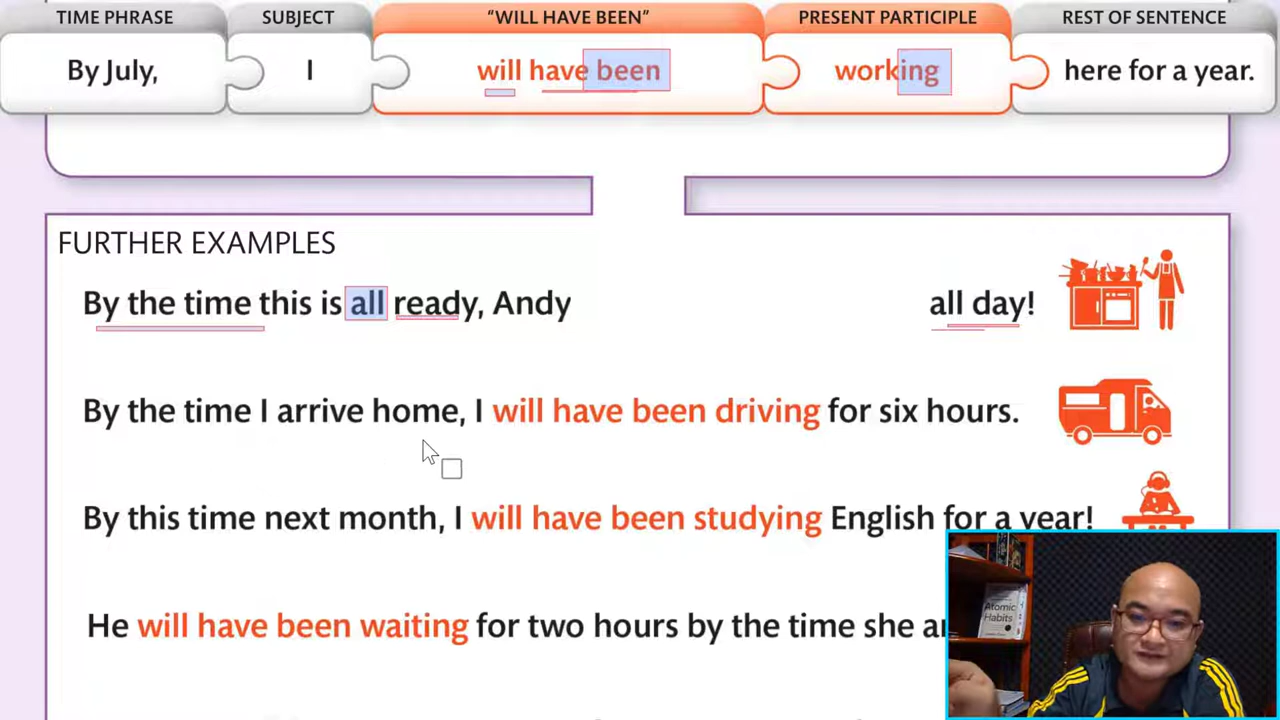 TIME PHRASE SUBJECT “WILL HAVE BEEN” PRESENT PARTICIPLE REST OF SENTENCE
By July, I will have been working here for a year.
FURTHER EXAMPLES
By the time this is all ready, Andy all day!
By the time I arrive home, I will have been driving for six hours.
By this time next month, I will have been studying English for a year!
He will have been waiting for two hours by the time she
Atomic
Habits